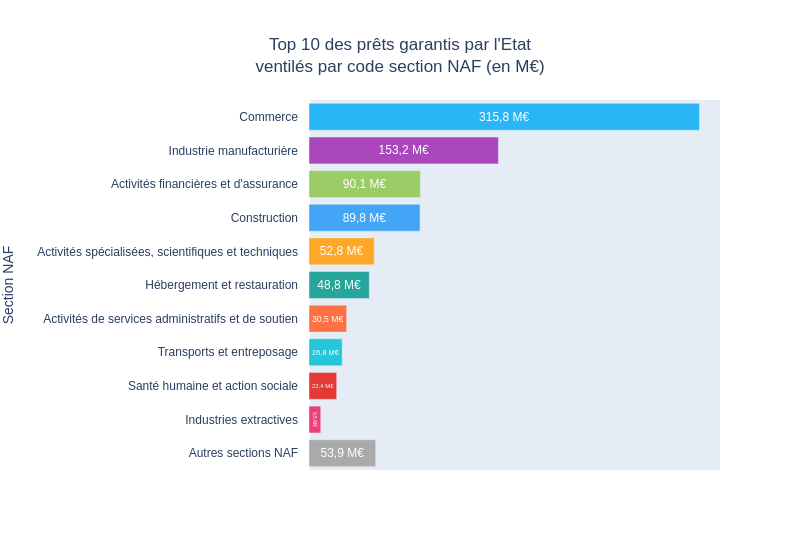 Top 10 des prêts garantis par l'Etat
ventilés par code section NAF (en M€)
Section NAF
Commerce 315,8 M€
Industrie manufacturière 153,2 M€
Activités financières et d'assurance 90,1 M€
Construction 89,8 M€
Activités spécialisées, scientifiques et techniques 52,8 M€
Hébergement et restauration 48,8 M€
Activités de services administratifs et de soutien 30,5 M€
Transports et entreposage 26,8 M€
Santé humaine et action sociale 22,4 M€
Industries extractives M€
Autres sections NAF 53,9 M€